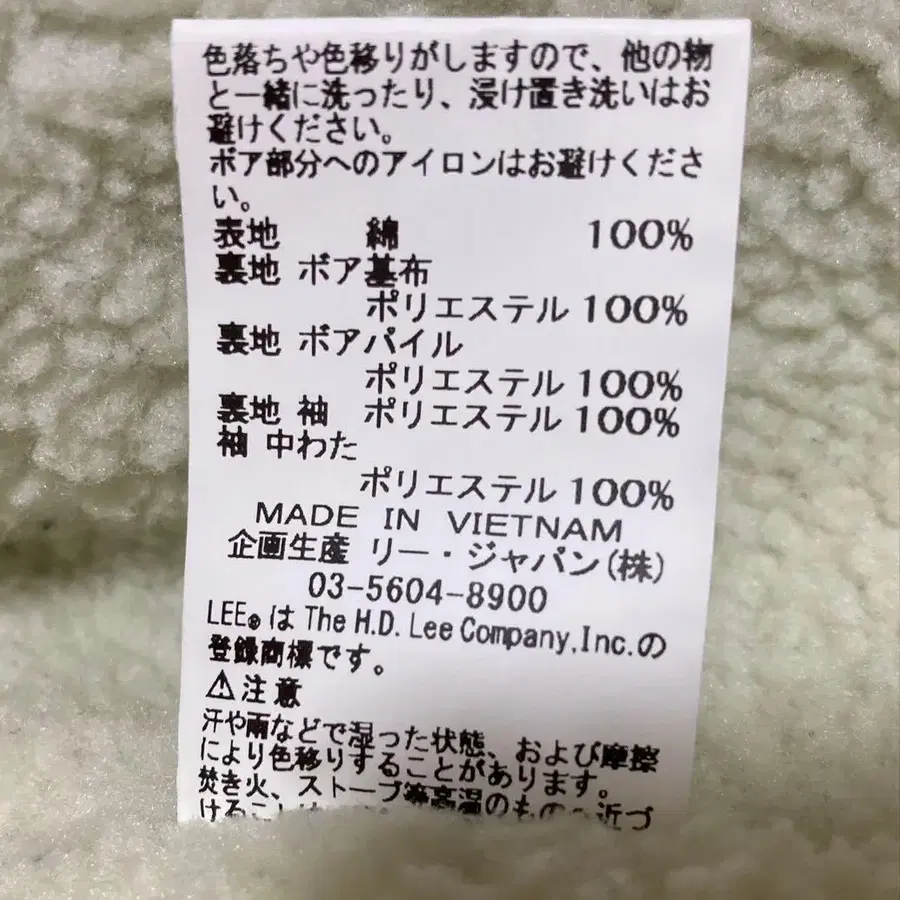 色落ちや色移りがしますので、他の物
と一緒に洗ったり、浸け置き洗いはお
避けください。
ボア部分へのアイロンはお避けくださ
い。
表地 綿 100%
裏地 ボア基布
ポリエステル 100%
裏地 ボアパイル
ポリエステル 100%
裏地 袖 ポリエステル 100%
袖 中わた
ポリエステル 100%
MADE IN VIETNAM
企画生産 リー・ジャパン(株)
03-5604-8900
LEE®は The H.D. Lee Company,Inc.の
登録商標です。
⚠注意
汗や雨などで湿った状態、および摩擦
により色移りすることがあります。
焚き火、ストーブ等高温のものへ近づ
けることは